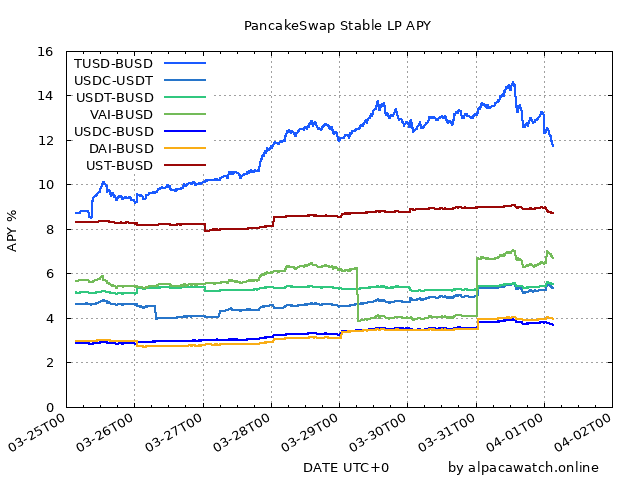 PancakeSwap Stable LP APY
16
14
12
10
8
6
4
2
0
APY %
TUSD-BUSD
USDC-USDT
USDT-BUSD
VAI-BUSD
USDC-BUSD
DAI-BUSD
UST-BUSD
03-25T00
03-26T00
03-27T00
03-28T00
03-29T00
03-30T00
03-31T00
04-01T00
04-02T00
DATE UTC+0
by alpacawatch.online